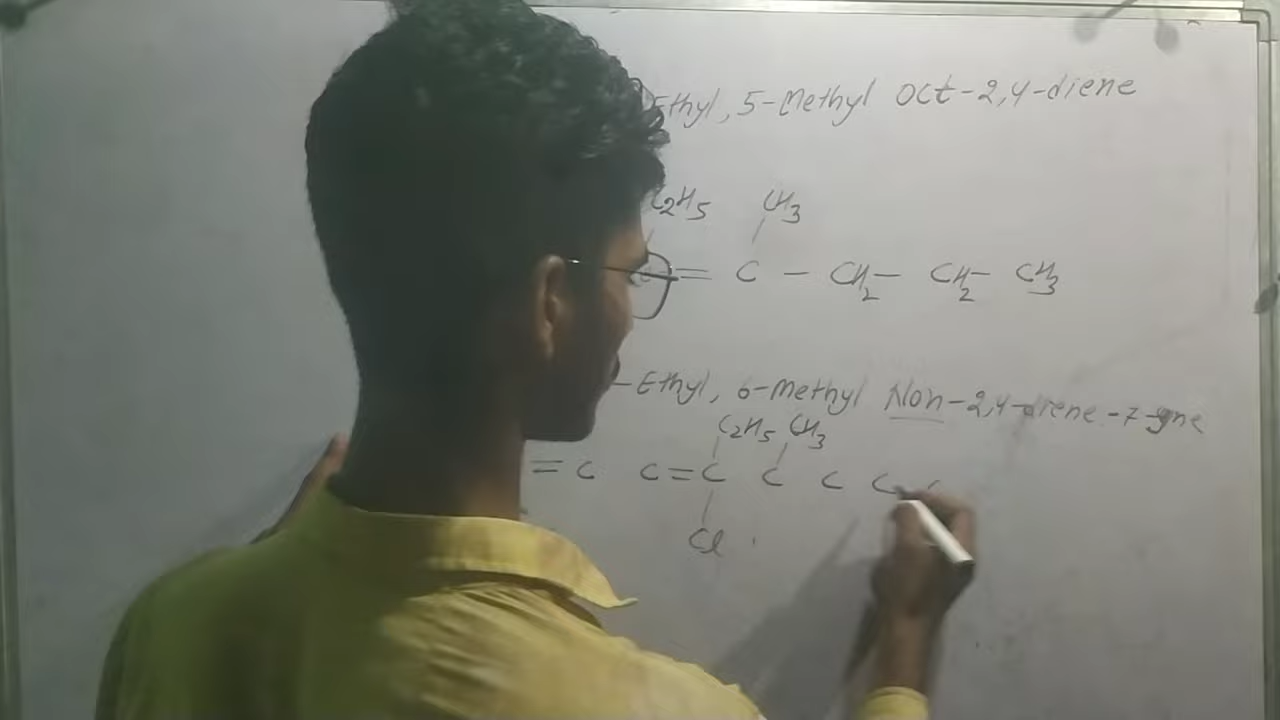 Ethyl, 5-Methyl Oct-2,4-diene
C2H5 CH3
= C - CH2 - CH2 - CH3
-Ethyl, 6-Methyl Non-2,4-diene-7-yne
C2H5 CH3
= C C = C C C C
Cl